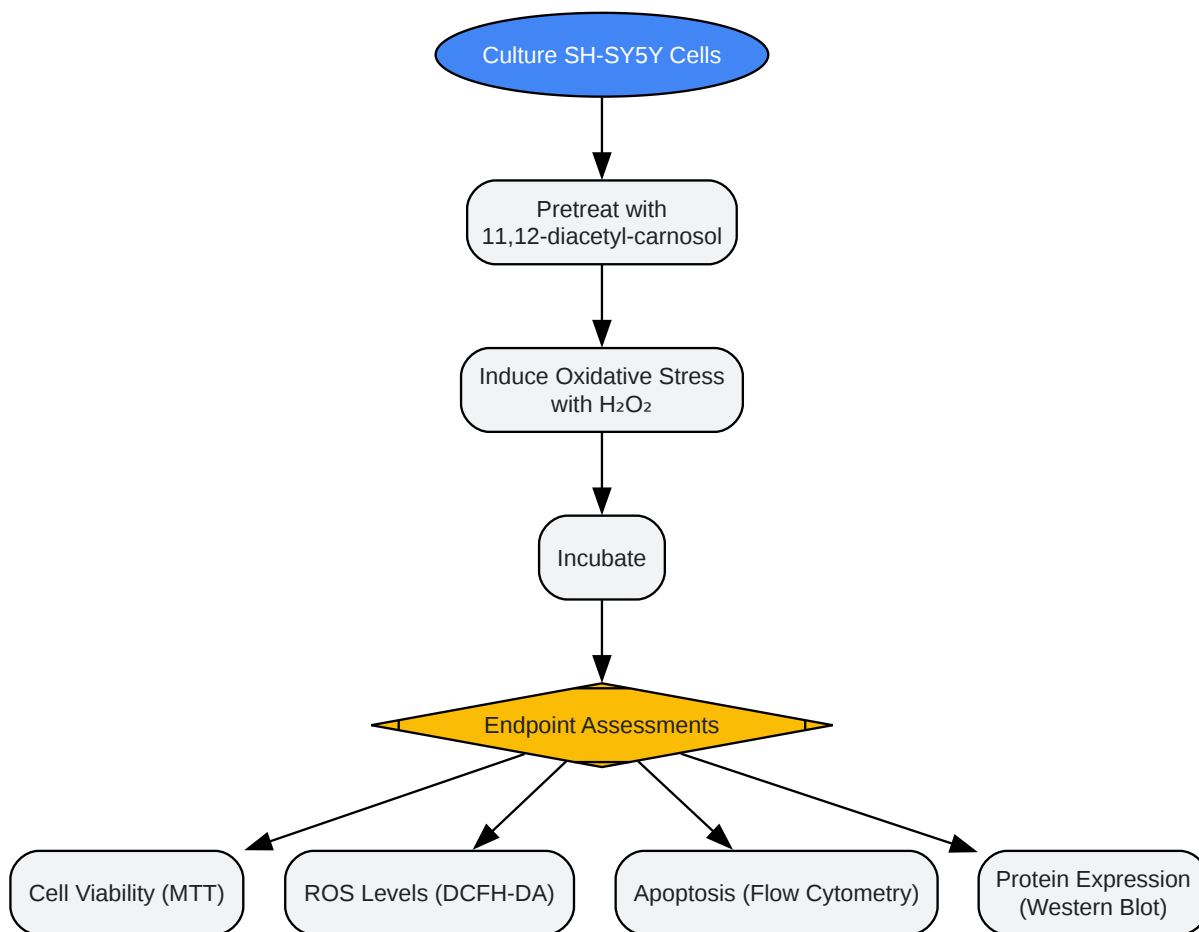 Culture SH-SY5Y Cells
Pretreat with
11,12-diacetyl-carnosol
Induce Oxidative Stress
with H₂O₂
Incubate
Endpoint Assessments
Cell Viability (MTT)
ROS Levels (DCFH-DA)
Apoptosis (Flow Cytometry)
Protein Expression
(Western Blot)